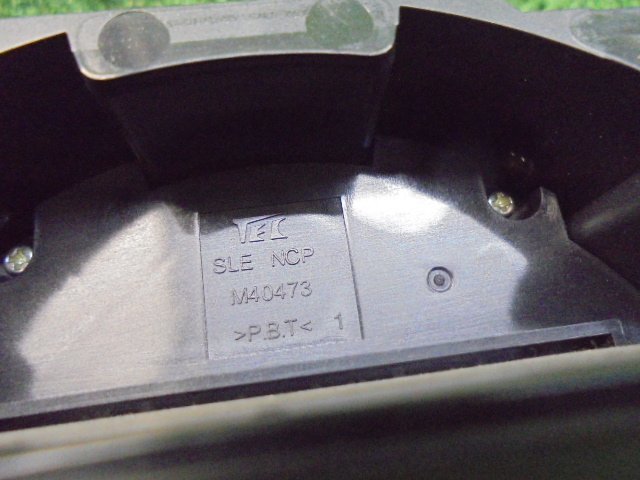 TEC
SLE NCP
M40473
>P.B.T< 1